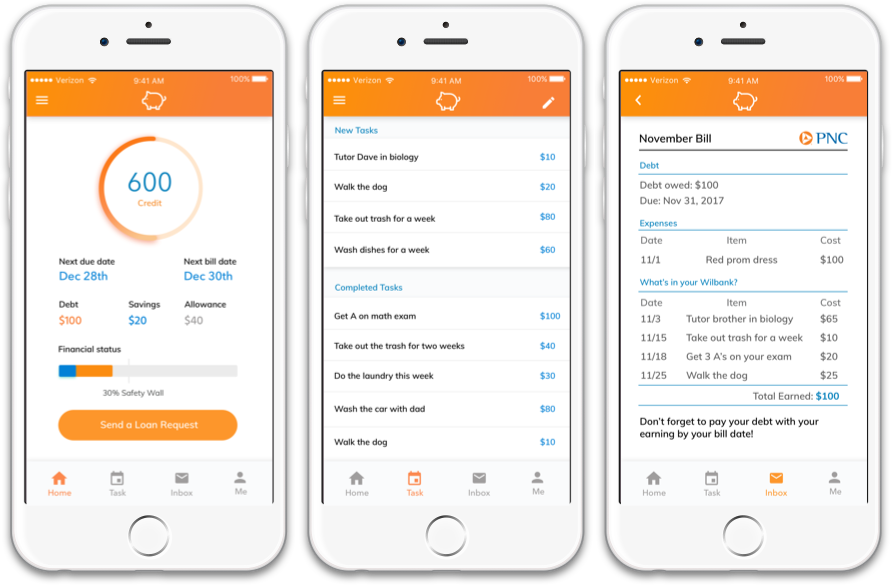 Verizon 9:41 AM 100%
600
Credit
Next due date Next bill date
Dec 28th Dec 30th
Debt Savings Allowance
$100 $20 $40
Financial status
30% Safety Wall
Send a Loan Request
Home Task Inbox Me
Verizon 9:41 AM 100%
New Tasks
Tutor Dave in biology $10
Walk the dog $20
Take out trash for a week $80
Wash dishes for a week $60
Completed Tasks
Get A on math exam $100
Take out the trash for two weeks $40
Do the laundry this week $30
Wash the car with dad $80
Walk the dog $10
Home Task Inbox Me
Verizon 9:41 AM 100%
November Bill PNC
Debt
Debt owed: $100
Due: Nov 31, 2017
Expenses
Date Item Cost
11/1 Red prom dress $100
What's in your Wilbank?
Date Item Cost
11/3 Tutor brother in biology $65
11/15 Take out trash for a week $10
11/18 Get 3 A's on your exam $20
11/25 Walk the dog $25
Total Earned: $100
Don't forget to pay your debt with your
earning by your bill date!
Home Task Inbox Me